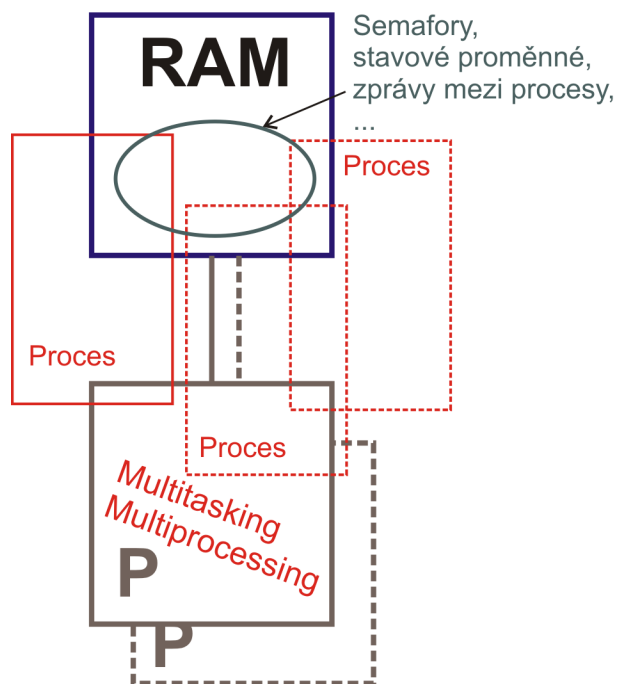 Semafory,
stavové proměnné,
zprávy mezi procesy,
...
RAM
Proces
Proces
Proces
Multitasking
Multiprocessing
P
P